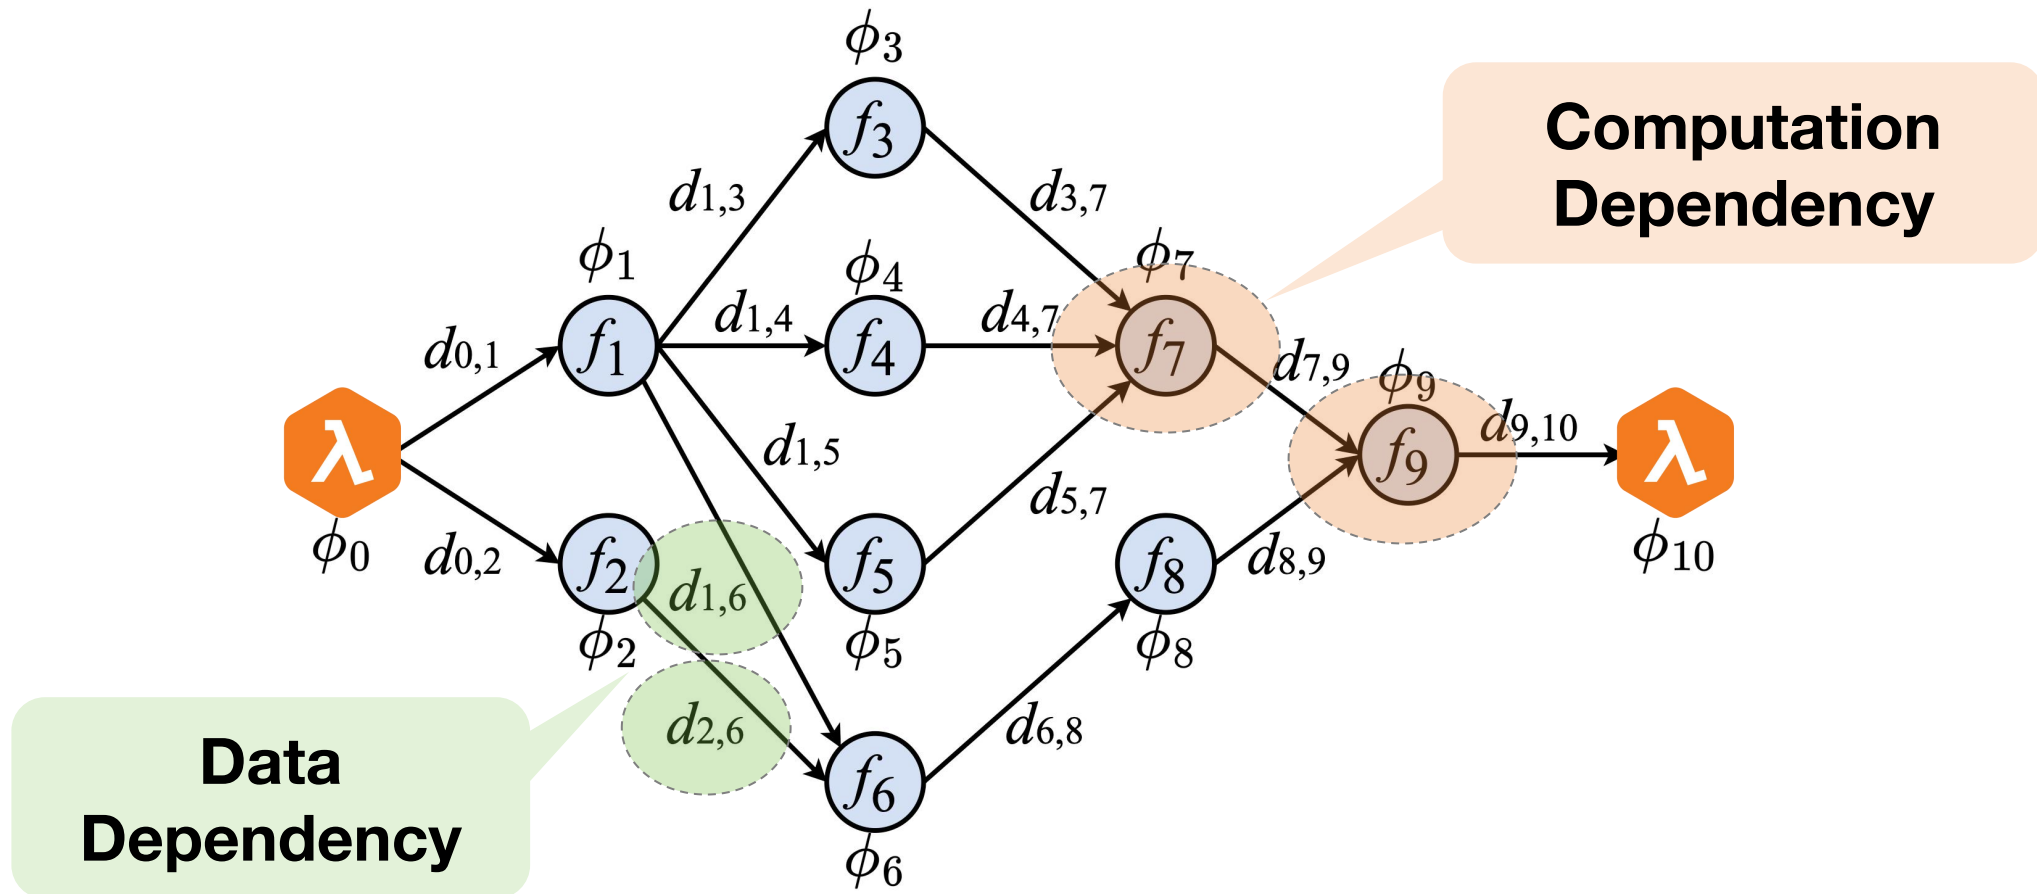 ϕ3
f3
Computation
Dependency
d1,3
d3,7
ϕ1
ϕ4
ϕ7
d0,1
f1
d1,4
f4
d4,7
f7
d7,9
ϕ9
λ
ϕ0
d1,5
f9
d9,10
λ
ϕ10
d0,2
f2
ϕ2
d1,6
f5
ϕ5
d5,7
f8
ϕ8
d8,9
Data
Dependency
d2,6
f6
ϕ6
d6,8